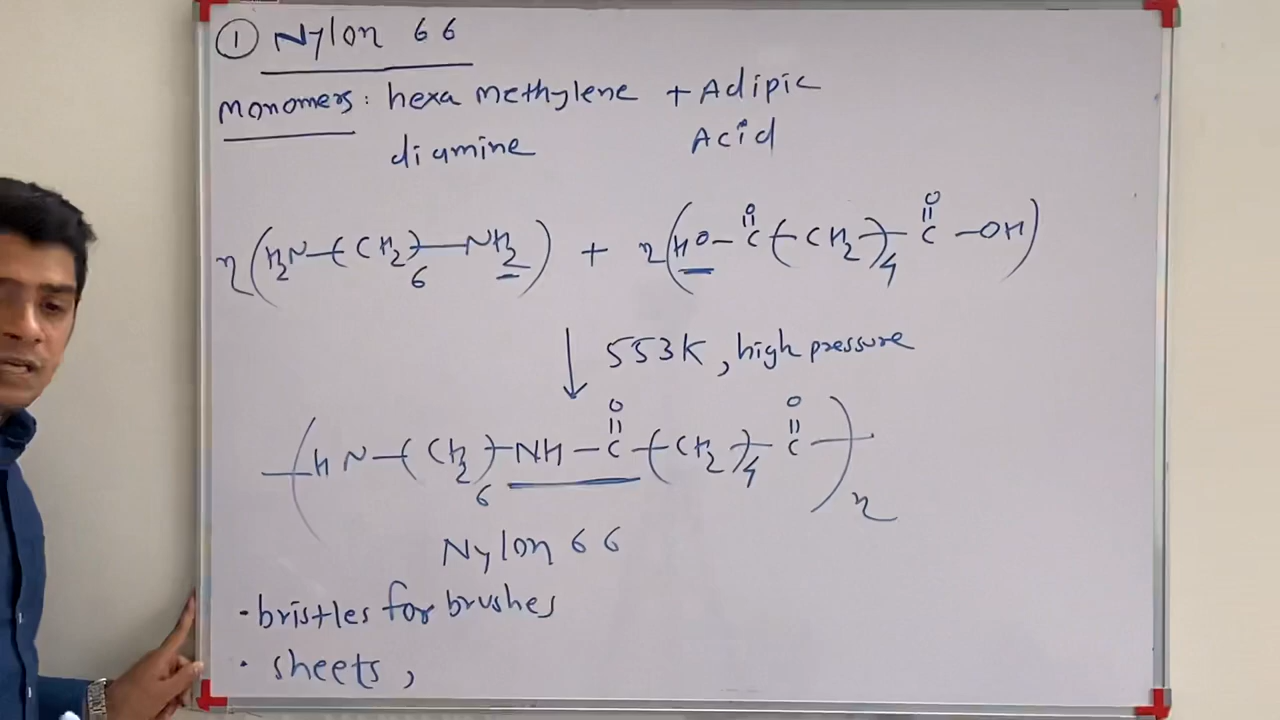 ① Nylon 66
Monomers: hexa methylene + Adipic
diamine Acid
n(H₂N-(CH₂)₆-NH₂) + n(HO-C(=O)-(CH₂)₄-C(=O)-OH)
↓ 553K, high pressure
-(HN-(CH₂)₆-NH-C(=O)-(CH₂)₄-C(=O)-)n
Nylon 66
• bristles for brushes
• sheets,